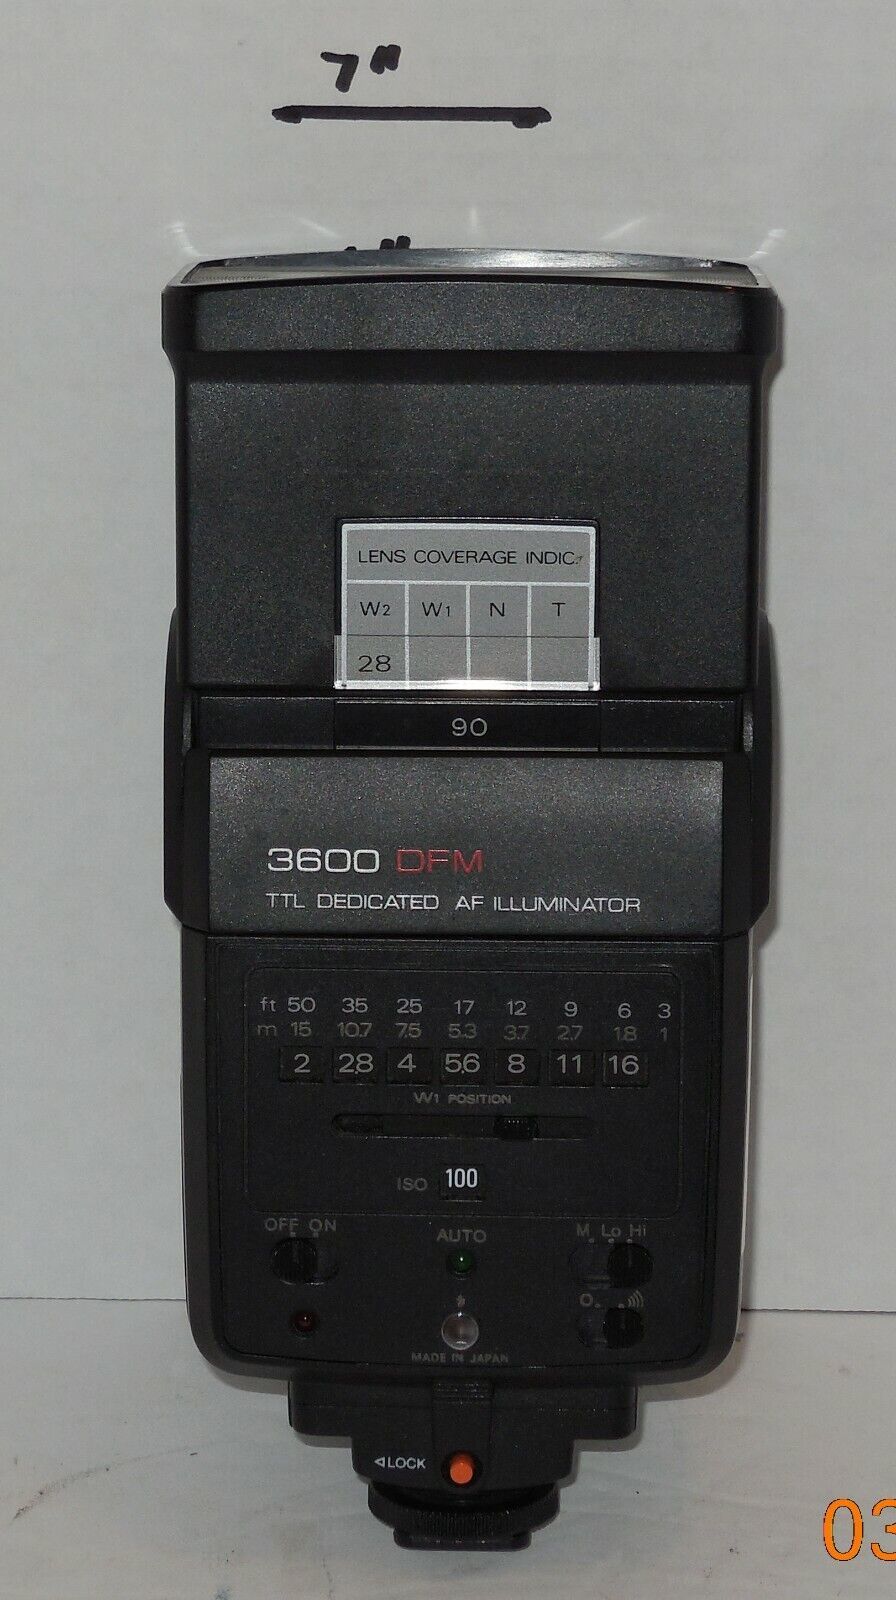 7"
LENS COVERAGE INDIC.
W2 W1 N T
28
90
3600 DFM
TTL DEDICATED AF ILLUMINATOR
ft 50 35 25 17 12 9 6 3
m 15 10.7 7.5 5.3 3.7 2.7 1.8 1
2 2.8 4 5.6 8 11 16
W1 POSITION
ISO 100
OFF ON
AUTO
M Lo Hi
O
MADE IN JAPAN
◁LOCK
03